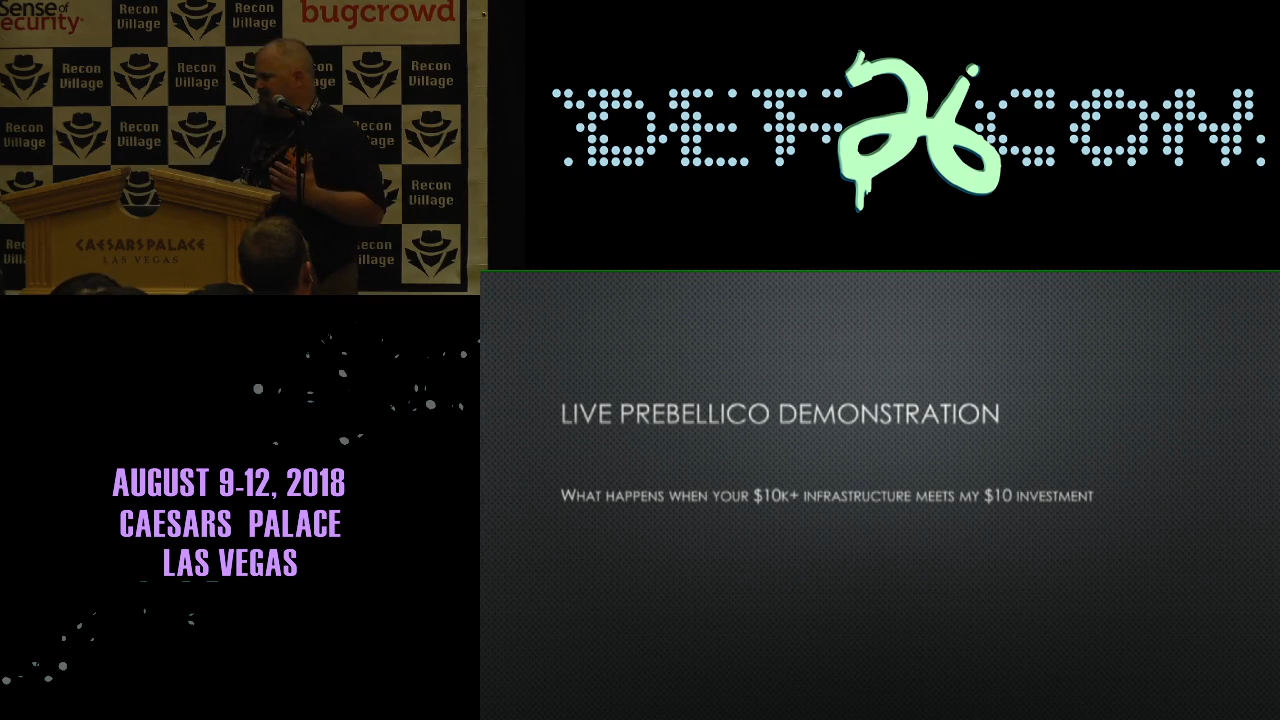 Sense of
Security
Recon
Village
Recon
Village
bugcrowd
Recon
Village
Recon
Village
Recon
Village
Recon
Village
Recon
Village
Recon
Village
Recon
Village
CAESARS PALACE
LAS VEGAS
DEF 26 CON
LIVE PREBELLICO DEMONSTRATION
WHAT HAPPENS WHEN YOUR $10K+ INFRASTRUCTURE MEETS MY $10 INVESTMENT
AUGUST 9-12, 2018
CAESARS PALACE
LAS VEGAS